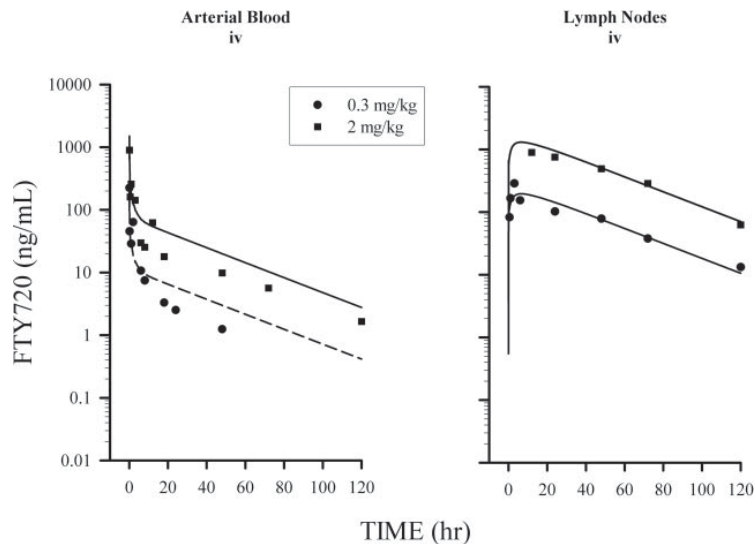 Arterial Blood
iv
Lymph Nodes
iv
FTY720 (ng/mL)
10000
1000
100
10
1
0.1
0.01
0.3 mg/kg
2 mg/kg
0 20 40 60 80 100 120
0 20 40 60 80 100 120
TIME (hr)